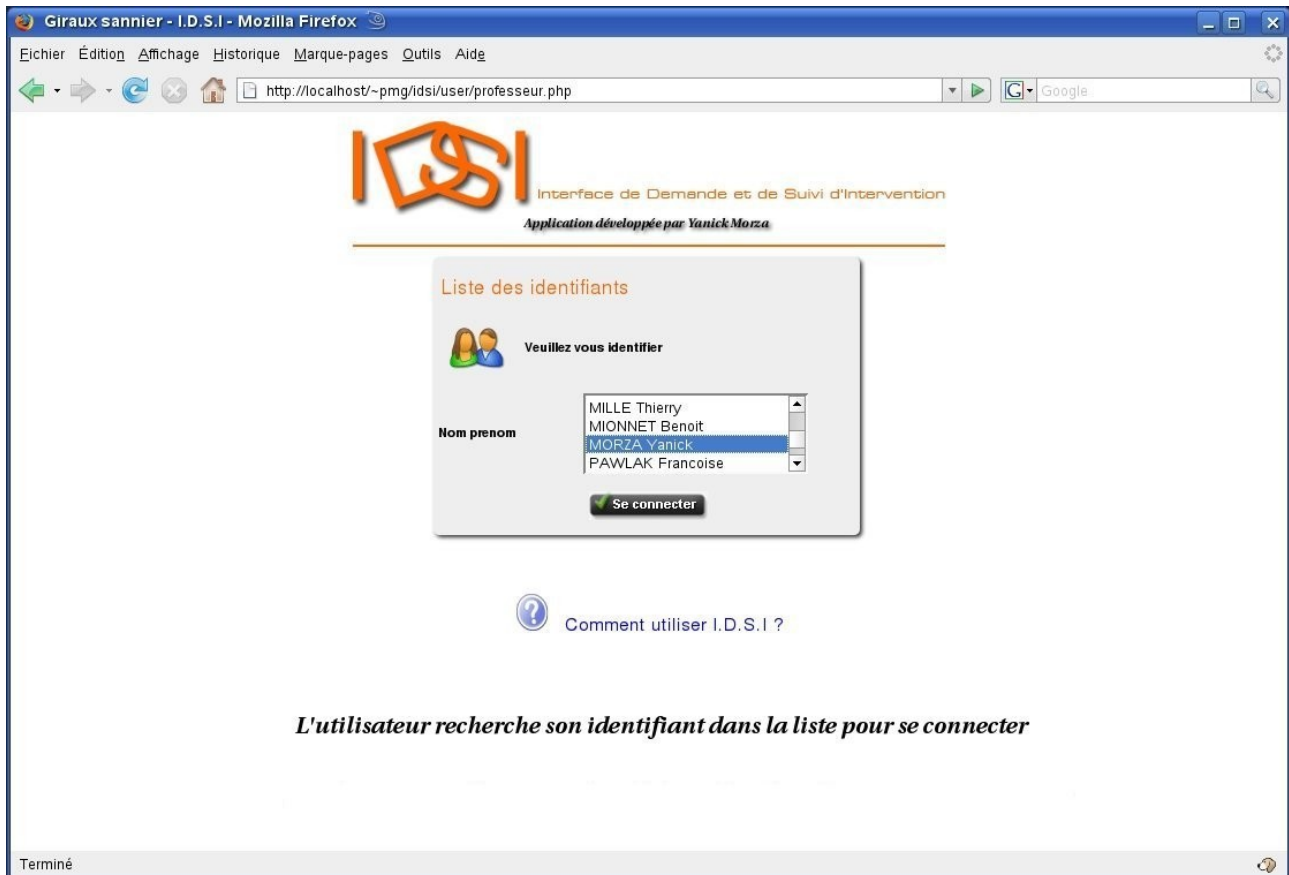 Giraux sannier - I.D.S.I - Mozilla Firefox
Fichier Édition Affichage Historique Marque-pages Outils Aide
http://localhost/~pmg/idsi/user/professeur.php
G Google
IDSI
Interface de Demande et de Suivi d'Intervention
Application développée par Yanick Morza
Liste des identifiants
Veuillez vous identifier
Nom prenom
MILLE Thierry
MIONNET Benoit
MORZA Yanick
PAWLAK Francoise
Se connecter
? Comment utiliser I.D.S.I ?
L'utilisateur recherche son identifiant dans la liste pour se connecter
Terminé